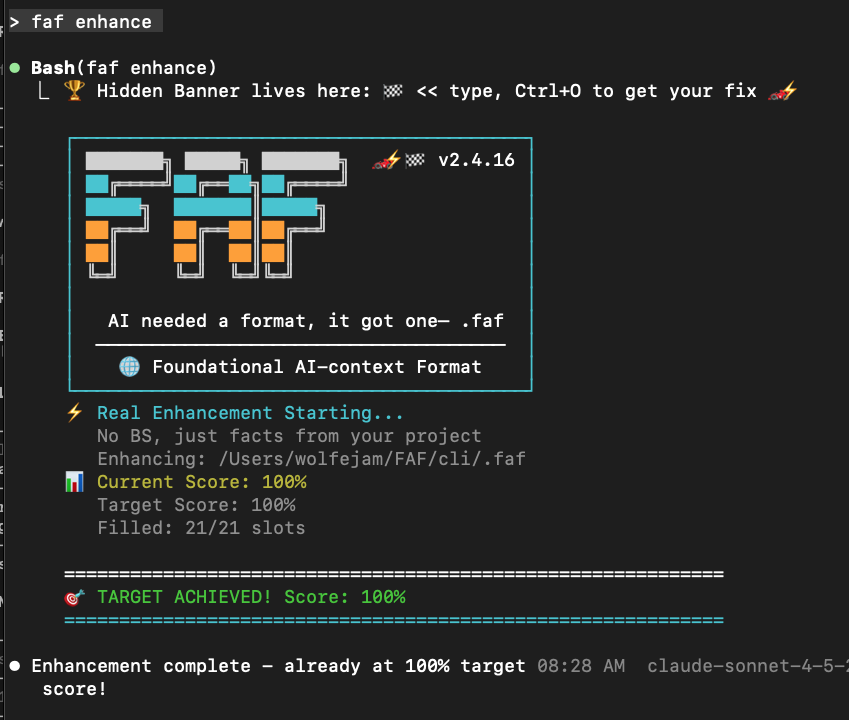 > faf enhance
● Bash(faf enhance)
└ 🏆 Hidden Banner lives here: 🏁 << type, Ctrl+O to get your fix 🏎️⚡
FAF 🏎️⚡🏁 v2.4.16
AI needed a format, it got one— .faf
🌐 Foundational AI-context Format
⚡ Real Enhancement Starting...
No BS, just facts from your project
Enhancing: /Users/wolfejam/FAF/cli/.faf
📊 Current Score: 100%
Target Score: 100%
Filled: 21/21 slots
============================================================
🎯 TARGET ACHIEVED! Score: 100%
============================================================
● Enhancement complete – already at 100% target 08:28 AM claude-sonnet-4-5-2
score!